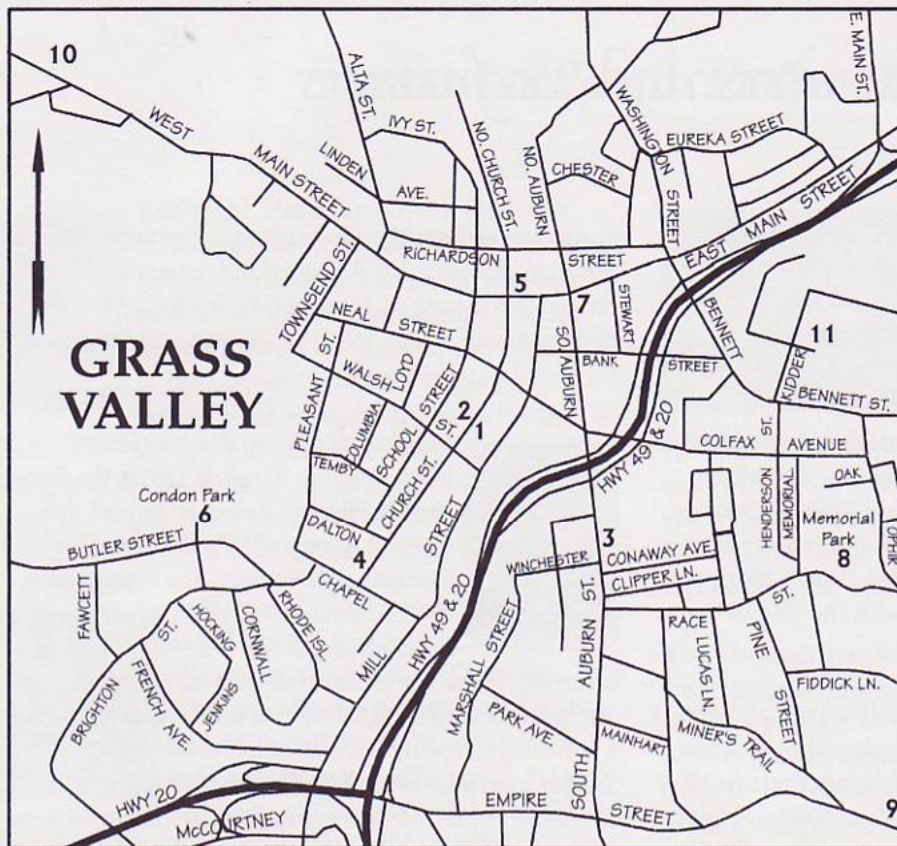 10
ALTA ST.
IVY ST.
NO. CHURCH ST.
NO. AUBURN
CHESTER
WASHINGTON
STREET
EUREKA STREET
E. MAIN ST.
WEST
MAIN STREET
LINDEN
AVE.
RICHARDSON
STREET
EAST MAIN STREET
5
7
STEWART
BENNETT
TOWNSEND ST.
NEAL STREET
SO. AUBURN
BANK STREET
11
KIDDER
BENNETT ST.
GRASS
VALLEY
PLEASANT
ST.
WALSH
ST.
LOYD
COLUMBIA
SCHOOL
STREET
2
1
CHURCH ST.
TEMBY
HWY 49 & 20
COLFAX AVENUE
HENDERSON
ST.
MEMORIAL
OAK
Memorial
Park
8
OPHIR
Condon Park
6
BUTLER STREET
DALTON
4
CHAPEL
MILL
STREET
HWY 49 & 20
WINCHESTER
3
CONAWAY AVE.
CLIPPER LN.
FAWCETT
HOCKING
CORNWALL
RHODE ISL.
BRIGHTON
ST.
FRENCH AVE.
JENKINS
MARSHALL STREET
SOUTH
AUBURN
ST.
RACE
ST.
LUCAS LN.
PINE
STREET
FIDDICK LN.
PARK AVE.
MAINHART
MINER'S TRAIL
HWY 20
McCOURTNEY
EMPIRE
STREET
9